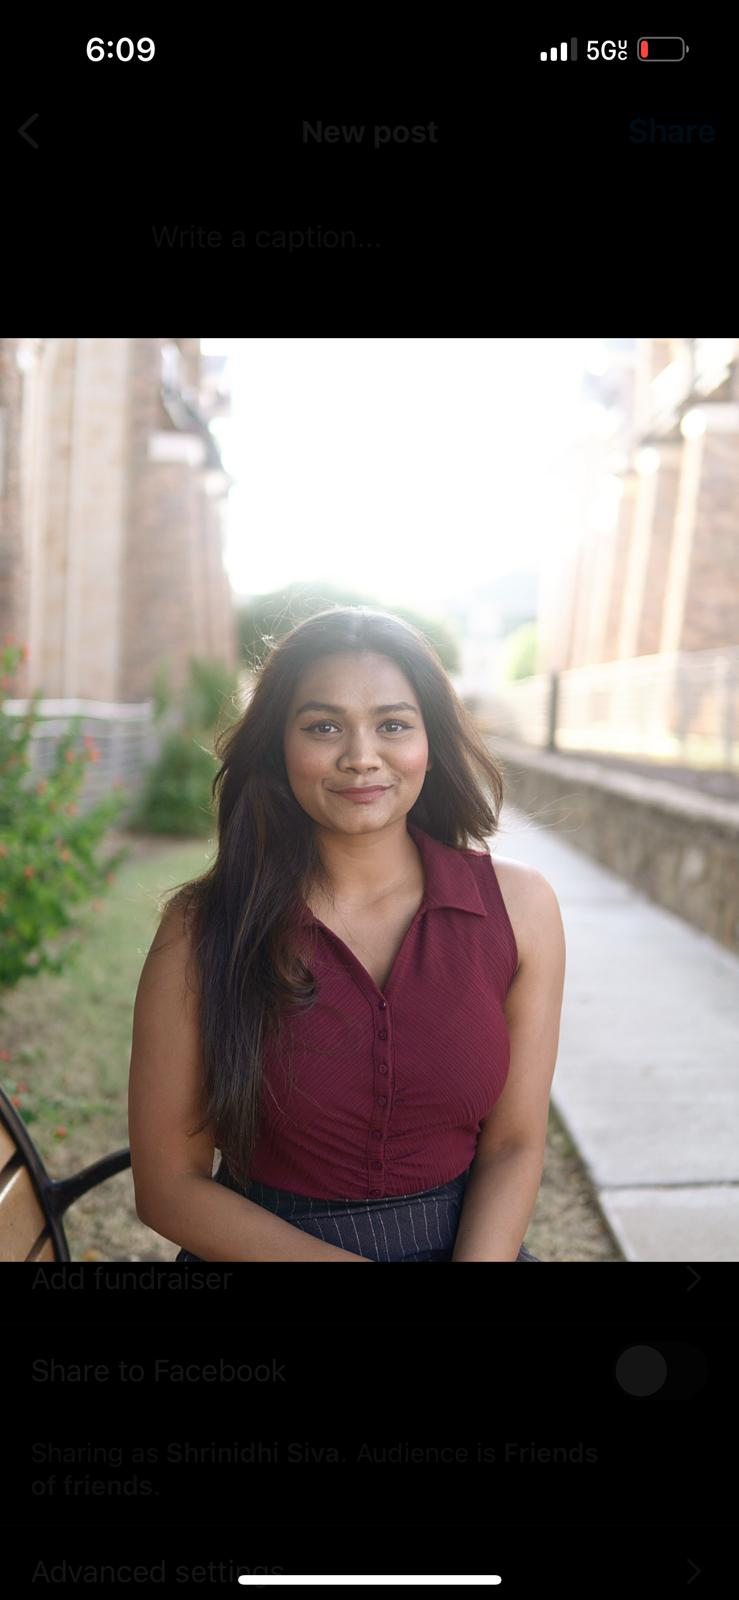 6:09
5GUC
New post
Share
Write a caption...
Add fundraiser
Share to Facebook
Sharing as Shrinidhi Siva. Audience is Friends
of friends.
Advanced settings